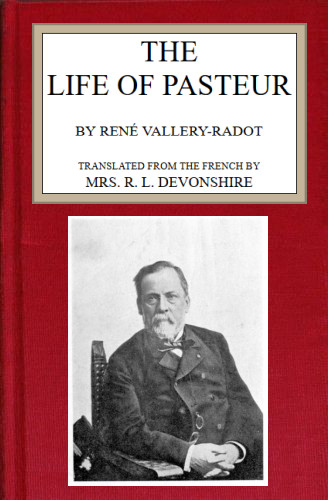 THE
LIFE OF PASTEUR
BY RENÉ VALLERY-RADOT
TRANSLATED FROM THE FRENCH BY
MRS. R. L. DEVONSHIRE